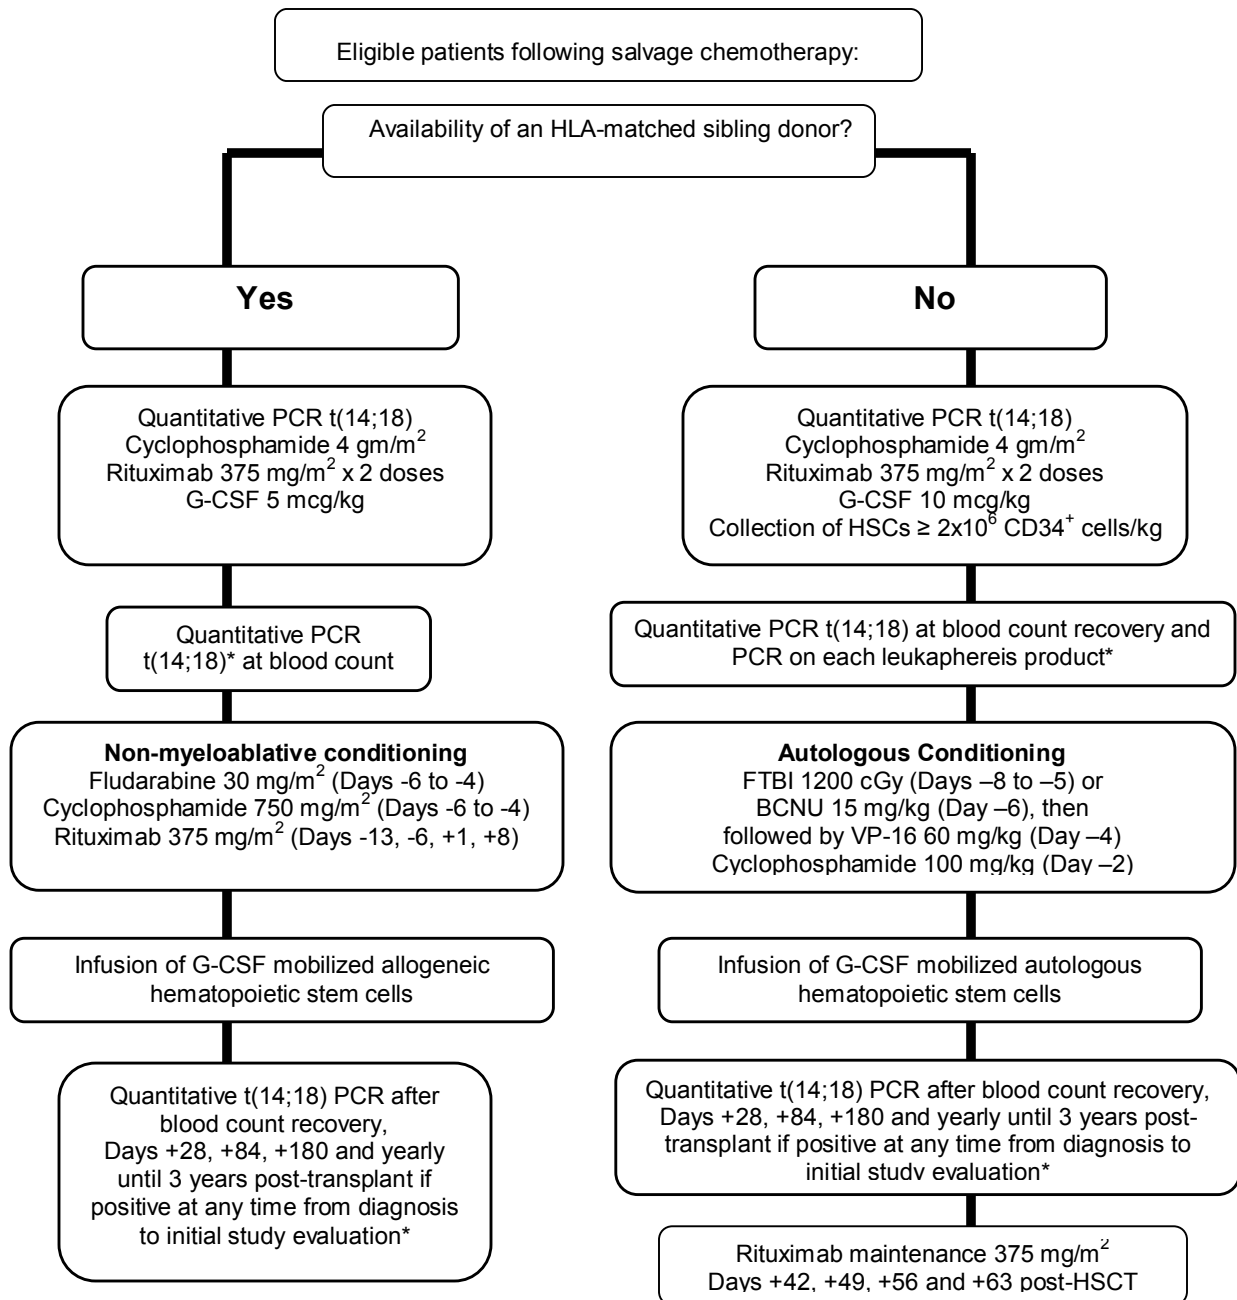 Eligible patients following salvage chemotherapy:
Availability of an HLA-matched sibling donor?
Yes
Quantitative PCR t(14;18)
Cyclophosphamide 4 gm/m²
Rituximab 375 mg/m² x 2 doses
G-CSF 5 mcg/kg
Quantitative PCR
t(14;18)* at blood count
Non-myeloablative conditioning
Fludarabine 30 mg/m² (Days -6 to -4)
Cyclophosphamide 750 mg/m² (Days -6 to -4)
Rituximab 375 mg/m² (Days -13, -6, +1, +8)
Infusion of G-CSF mobilized allogeneic
hematopoietic stem cells
Quantitative t(14;18) PCR after
blood count recovery,
Days +28, +84, +180 and yearly
until 3 years post-transplant if
positive at any time from diagnosis
to initial study evaluation*
No
Quantitative PCR t(14;18)
Cyclophosphamide 4 gm/m²
Rituximab 375 mg/m² x 2 doses
G-CSF 10 mcg/kg
Collection of HSCs ≥ 2x10⁶ CD34⁺ cells/kg
Quantitative PCR t(14;18) at blood count recovery and
PCR on each leukaphereis product*
Autologous Conditioning
FTBI 1200 cGy (Days –8 to –5) or
BCNU 15 mg/kg (Day –6), then
followed by VP-16 60 mg/kg (Day –4)
Cyclophosphamide 100 mg/kg (Day –2)
Infusion of G-CSF mobilized autologous
hematopoietic stem cells
Quantitative t(14;18) PCR after blood count recovery,
Days +28, +84, +180 and yearly until 3 years post-
transplant if positive at any time from diagnosis to
initial study evaluation*
Rituximab maintenance 375 mg/m²
Days +42, +49, +56 and +63 post-HSCT